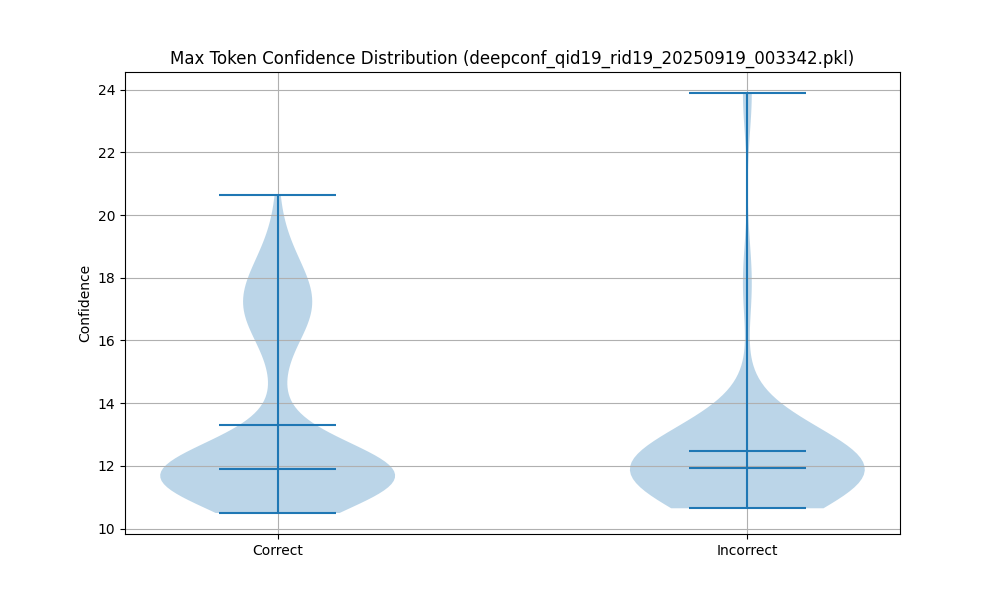 Max Token Confidence Distribution (deepconf_qid19_rid19_20250919_003342.pkl)
24
22
20
18
16
14
12
10
Confidence
Correct
Incorrect